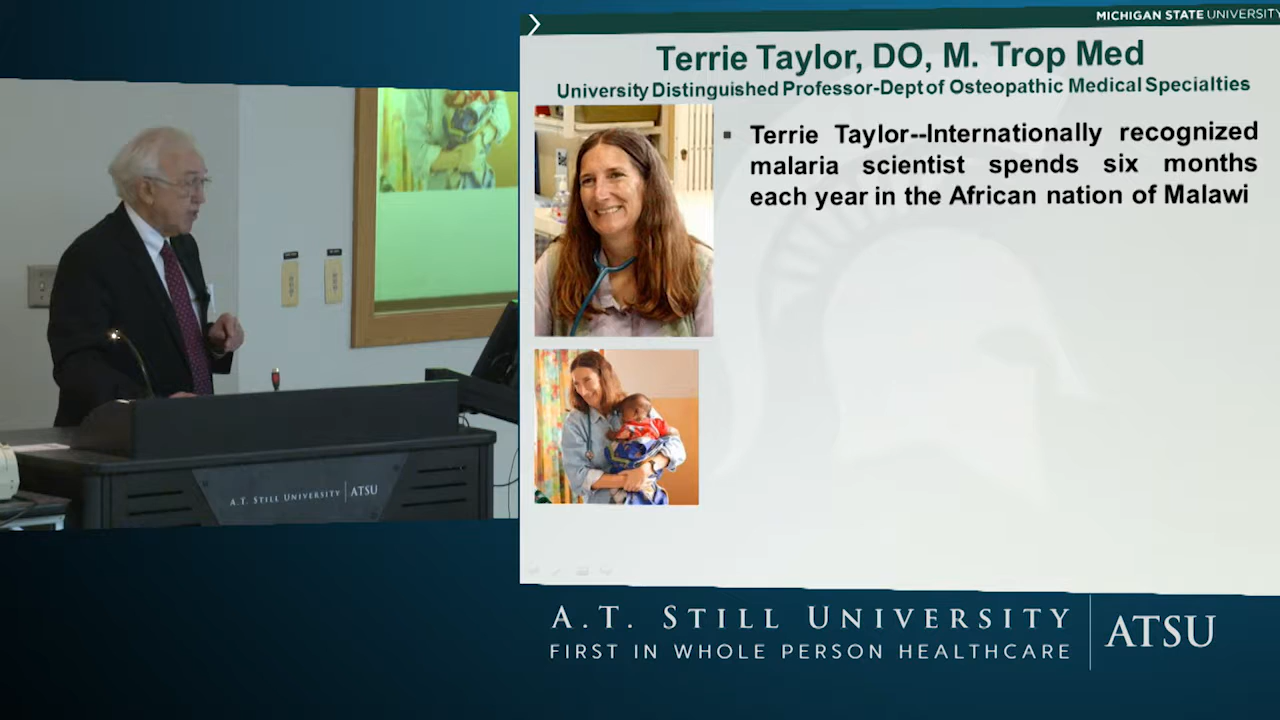 MICHIGAN STATE UNIVERSITY
Terrie Taylor, DO, M. Trop Med
University Distinguished Professor-Dept of Osteopathic Medical Specialties
▪ Terrie Taylor--Internationally recognized
malaria scientist spends six months
each year in the African nation of Malawi
A.T. STILL UNIVERSITY | ATSU
A.T. STILL UNIVERSITY
FIRST IN WHOLE PERSON HEALTHCARE
ATSU